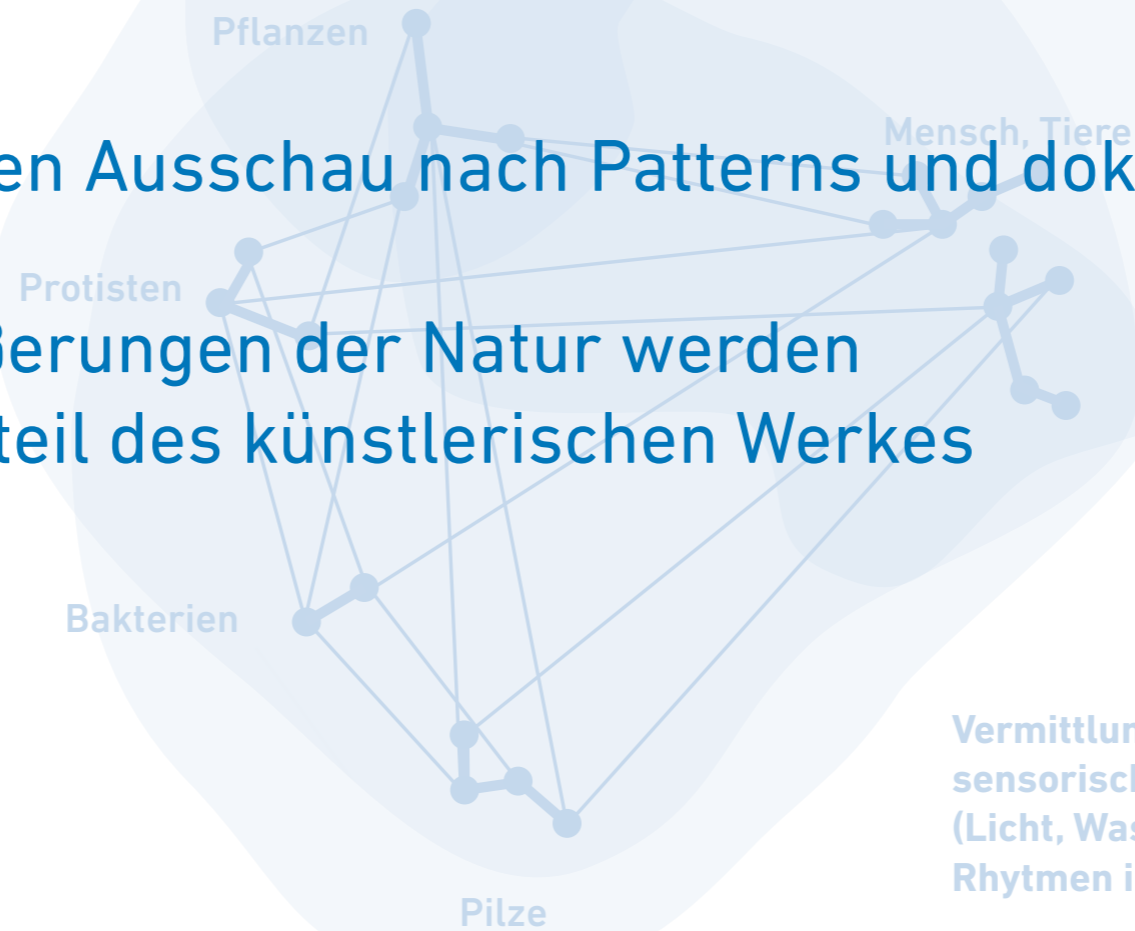 Pflanzen
Mensch, Tiere
en Ausschau nach Patterns und dok
Protisten
ßerungen der Natur werden
teil des künstlerischen Werkes
Bakterien
Vermittlun
sensorisch
(Licht, Was
Rhytmen i
Pilze